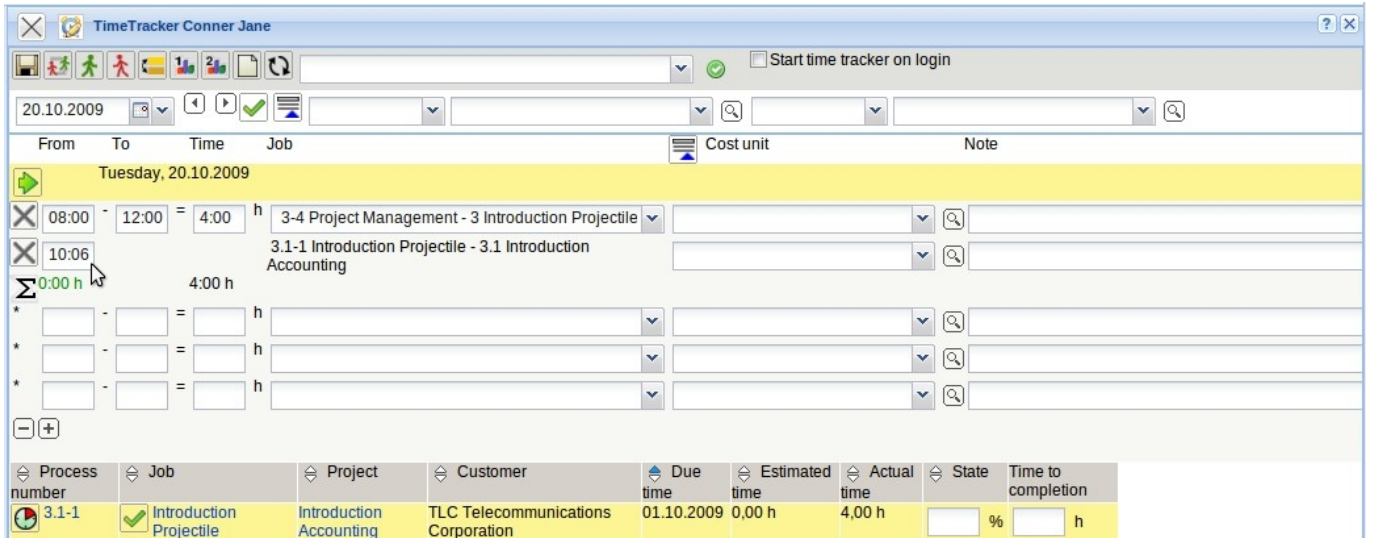 TimeTracker Conner Jane ?
1 2 Start time tracker on login
20.10.2009
From To Time Job Cost unit Note
Tuesday, 20.10.2009
08:00 - 12:00 = 4:00 h 3-4 Project Management - 3 Introduction Projectile
10:06 3.1-1 Introduction Projectile - 3.1 Introduction
Accounting
Σ 0:00 h 4:00 h
* - = h
* - = h
* - = h
Process Job Project Customer Due Estimated Actual State Time to
number time time time completion
3.1-1 Introduction Introduction TLC Telecommunications 01.10.2009 0,00 h 4,00 h % h
Projectile Accounting Corporation